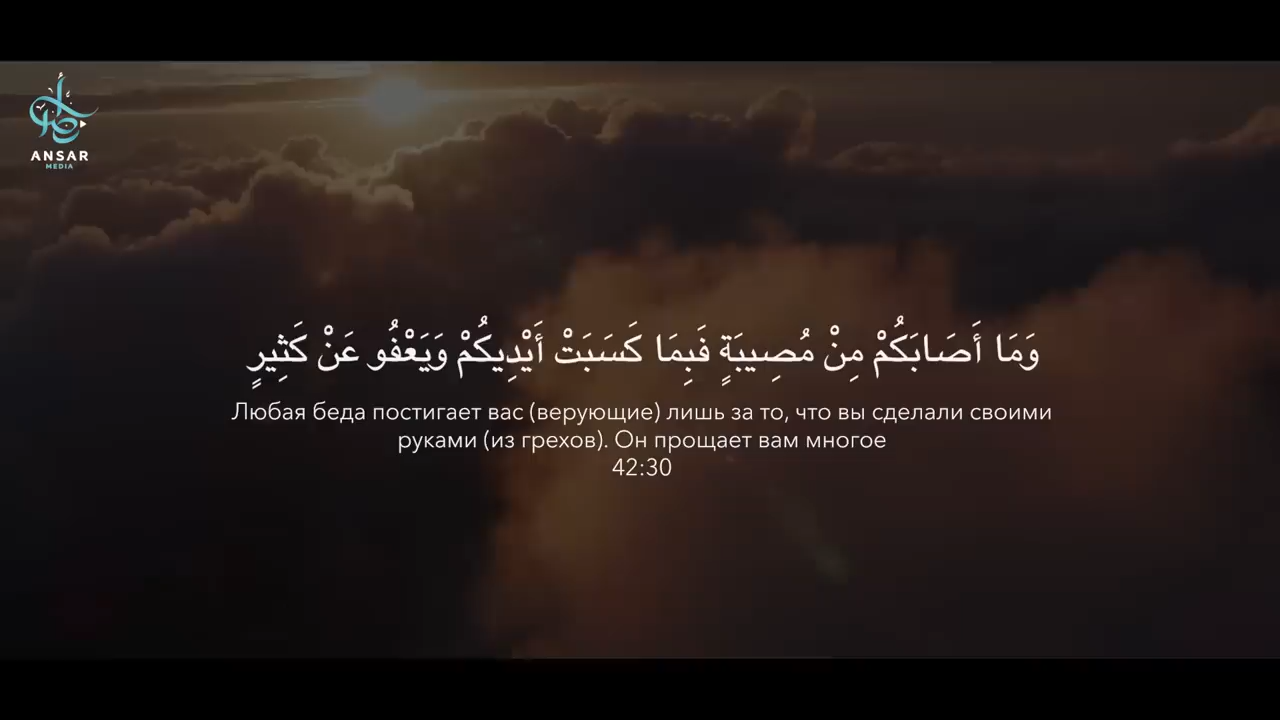 ANSAR
MEDIA
وَمَا أَصَابَكُمْ مِنْ مُصِيبَةٍ فَبِمَا كَسَبَتْ أَيْدِيكُمْ وَيَعْفُو عَنْ كَثِيرٍ
Любая беда постигает вас (верующие) лишь за то, что вы сделали своими
руками (из грехов). Он прощает вам многое
42:30